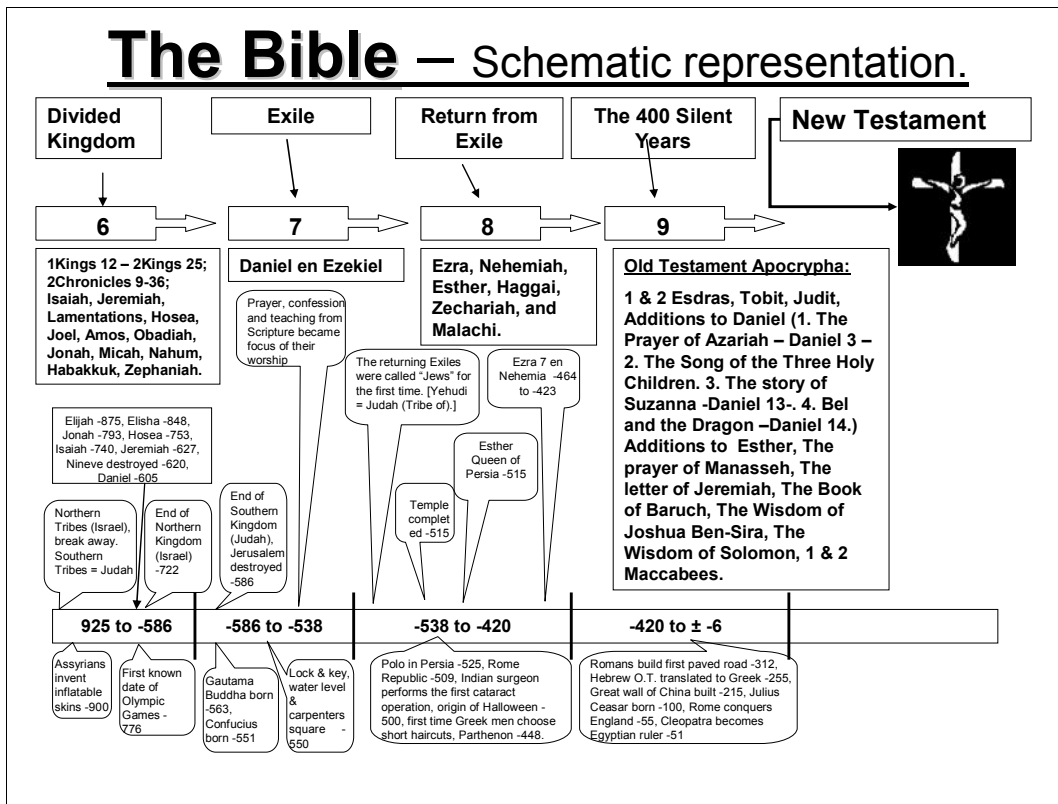 The Bible – Schematic representation.
Divided
Kingdom
Exile
Return from
Exile
The 400 Silent
Years
New Testament
6
7
8
9
1Kings 12 – 2Kings 25;
2Chronicles 9-36;
Isaiah, Jeremiah,
Lamentations, Hosea,
Joel, Amos, Obadiah,
Jonah, Micah, Nahum,
Habakkuk, Zephaniah.
Daniel en Ezekiel
Ezra, Nehemiah,
Esther, Haggai,
Zechariah, and
Malachi.
Old Testament Apocrypha:
1 & 2 Esdras, Tobit, Judit,
Additions to Daniel (1. The
Prayer of Azariah – Daniel 3 –
2. The Song of the Three Holy
Children. 3. The story of
Suzanna -Daniel 13-. 4. Bel
and the Dragon –Daniel 14.)
Additions to Esther, The
prayer of Manasseh, The
letter of Jeremiah, The Book
of Baruch, The Wisdom of
Joshua Ben-Sira, The
Wisdom of Solomon, 1 & 2
Maccabees.
Prayer, confession
and teaching from
Scripture became
focus of their
worship
The returning Exiles
were called “Jews” for
the first time. [Yehudi
= Judah (Tribe of).]
Ezra 7 en
Nehemia -464
to -423
Elijah -875, Elisha -848,
Jonah -793, Hosea -753,
Isaiah -740, Jeremiah -627,
Nineve destroyed -620,
Daniel -605
Esther
Queen of
Persia -515
Temple
complet
ed -515
Northern
Tribes (Israel),
break away.
Southern
Tribes = Judah
End of
Northern
Kingdom
(Israel)
-722
End of
Southern
Kingdom
(Judah),
Jerusalem
destroyed
-586
925 to -586
-586 to -538
-538 to -420
-420 to ± -6
Assyrians
invent
inflatable
skins -900
First known
date of
Olympic
Games -
776
Gautama
Buddha born
-563,
Confucius
born -551
Lock & key,
water level
&
carpenters
square -
550
Polo in Persia -525, Rome
Republic -509, Indian surgeon
performs the first cataract
operation, origin of Halloween -
500, first time Greek men choose
short haircuts, Parthenon -448.
Romans build first paved road -312,
Hebrew O.T. translated to Greek -255,
Great wall of China built -215, Julius
Ceasar born -100, Rome conquers
England -55, Cleopatra becomes
Egyptian ruler -51